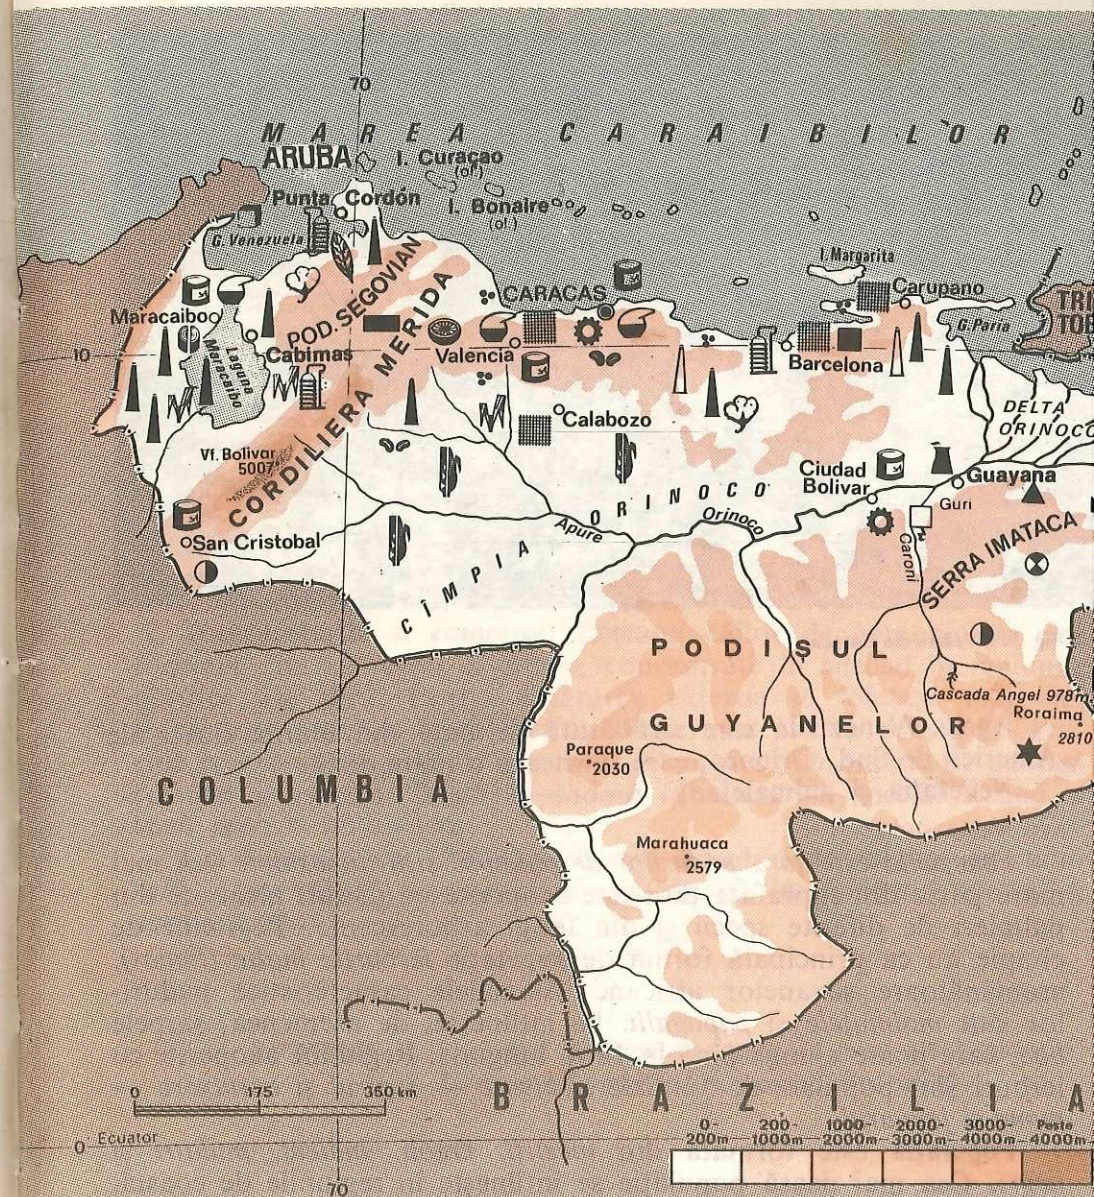 70
MAREA CARAIBILOR
ARUBA
I. Curaçao
(ol.)
Punta Cordón
I. Bonaire
(ol.)
G. Venezuela
I. Margarita
POD. SEGOVIAN
CARACAS
Carupano
TRI
TOB
Maracaibo
G. Paria
10
Laguna
Maracaibo
Cabimas
Valencia
Barcelona
CORDILIERA MERIDA
Calabozo
DELTA
ORINOCO
Vf. Bolivar
5007
Ciudad
Bolivar
Guayana
Guri
CÎMPIA ORINOCO
Apure
Orinoco
Caroni
San Cristobal
SERRA IMATACA
PODIȘUL
GUYANELOR
Cascada Angel 978m
Roraima
2810
Paraque
2030
COLUMBIA
Marahuaca
2579
0 175 350 km
BRAZILIA
0 Ecuator
0-
200m
200-
1000m
1000-
2000m
2000-
3000m
3000-
4000m
Peste
4000m
70